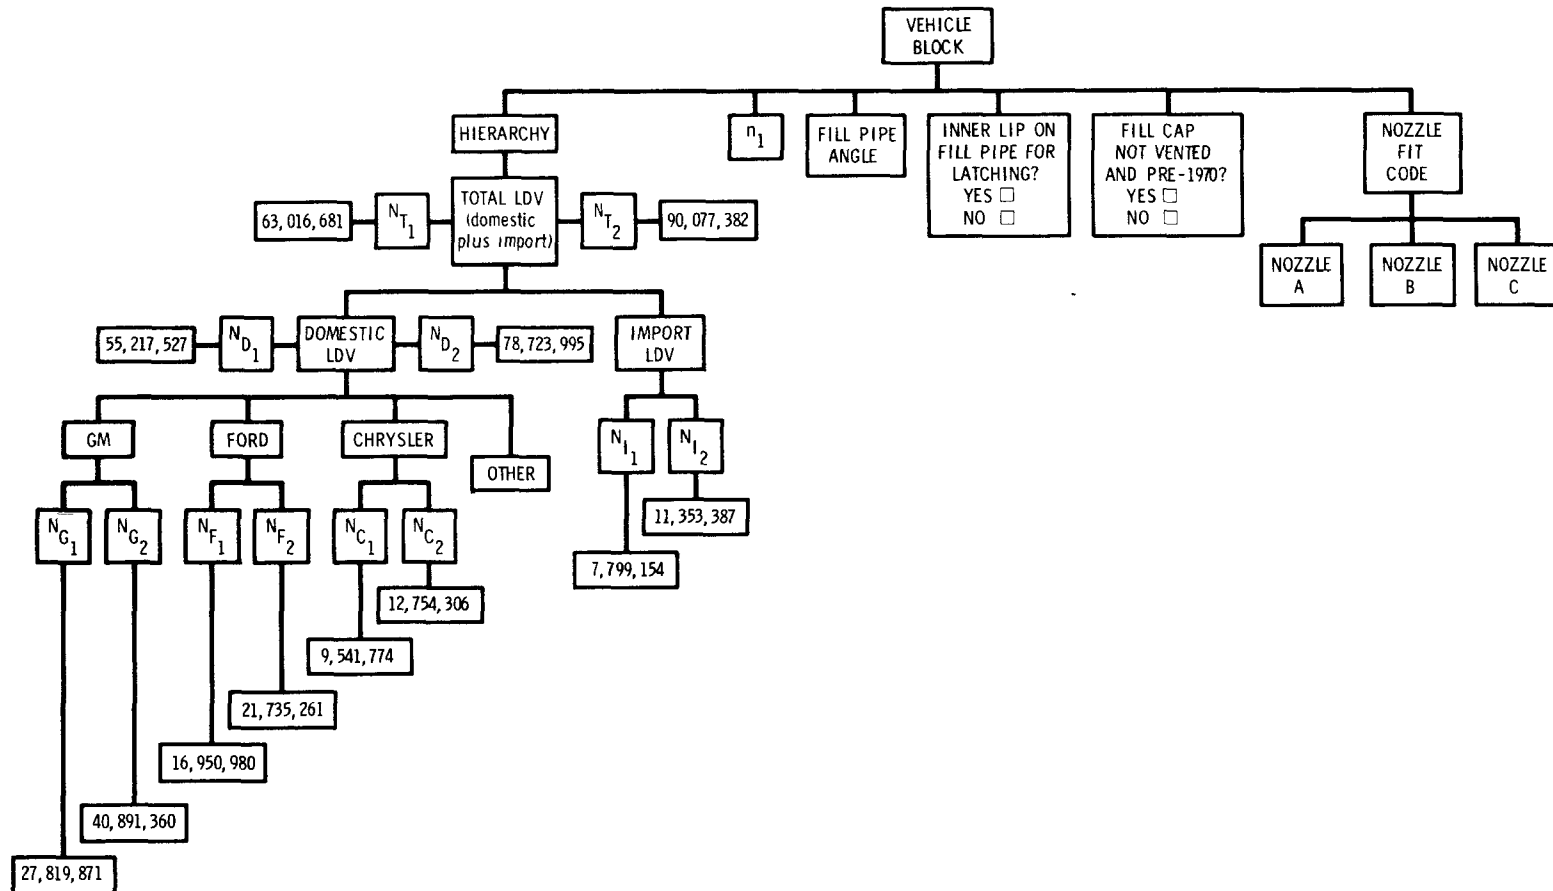 VEHICLE
BLOCK
HIERARCHY
n1
FILL PIPE
ANGLE
INNER LIP ON
FILL PIPE FOR
LATCHING?
YES □
NO □
FILL CAP
NOT VENTED
AND PRE-1970?
YES □
NO □
NOZZLE
FIT
CODE
63,016,681
NT1
TOTAL LDV
(domestic
plus import)
NT2
90,077,382
NOZZLE
A
NOZZLE
B
NOZZLE
C
55,217,527
ND1
DOMESTIC
LDV
ND2
78,723,995
IMPORT
LDV
GM
FORD
CHRYSLER
OTHER
NI1
NI2
NG1
NG2
NF1
NF2
NC1
NC2
11,353,387
7,799,154
12,754,306
9,541,774
21,735,261
16,950,980
40,891,360
27,819,871